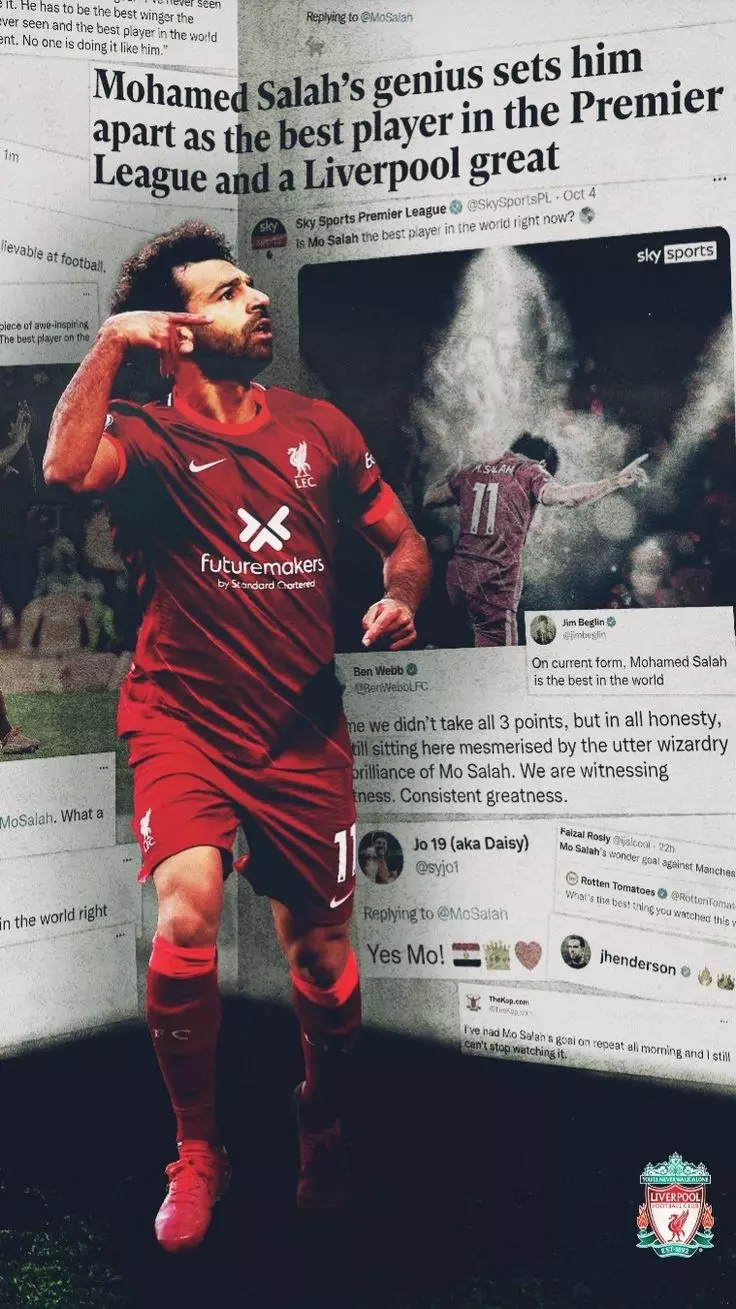 e it. He has to be the best winger the
ver seen and the best player in the world
ent. No one is doing it like him."
Replying to @MoSalah
Mohamed Salah's genius sets him
apart as the best player in the Premier
League and a Liverpool great
1m
Sky Sports Premier League @SkySportsPL · Oct 4
Is Mo Salah the best player in the world right now?
sky sports
sky sports
lievable at football.
piece of awe-inspiring
The best player on the
M. SALAH
11
L.F.C.
futuremakers
by Standard Chartered
Jim Beglin
@jimbeglin
On current form, Mohamed Salah
is the best in the world
Ben Webb
@BenWebbLFC
me we didn't take all 3 points, but in all honesty,
till sitting here mesmerised by the utter wizardry
brilliance of Mo Salah. We are witnessing
tness. Consistent greatness.
MoSalah. What a
LFC
11
Jo 19 (aka Daisy)
@syjo1
Replying to @MoSalah
Yes Mo! 🇪🇬👑❤️
Faizal Rosly @ijalcool · 22h
Mo Salah's wonder goal against Manches
Rotten Tomatoes @RottenTomat
What's the best thing you watched this w
in the world right
jhenderson 🔥👑
TheKop.com
@TheKop_com
I've had Mo Salah's goal on repeat all morning and I still
can't stop watching it.
F C
YOU'LL NEVER WALK ALONE
LIVERPOOL
FOOTBALL CLUB
EST·1892